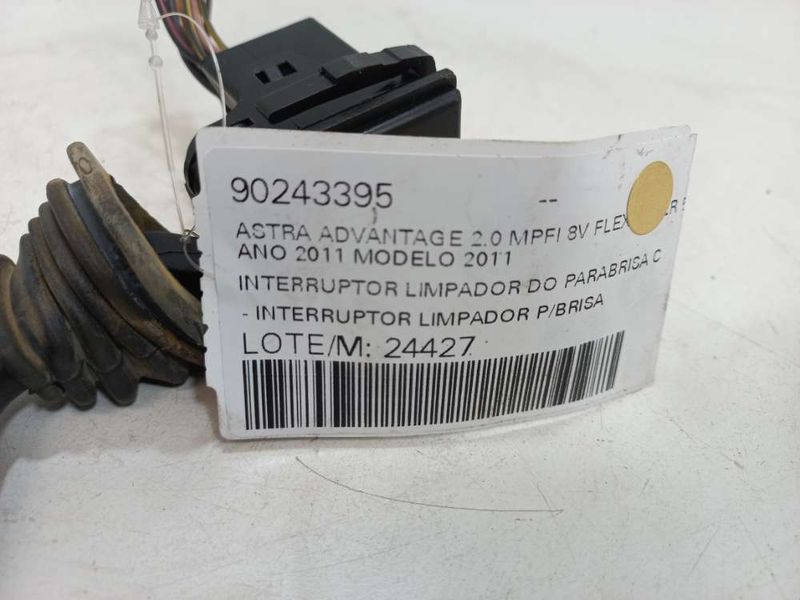 90243395 --
ASTRA ADVANTAGE 2.0 MPFI 8V FLEX
ANO 2011 MODELO 2011
INTERRUPTOR LIMPADOR DO PARABRISA C
- INTERRUPTOR LIMPADOR P/BRISA
LOTE/M: 24427